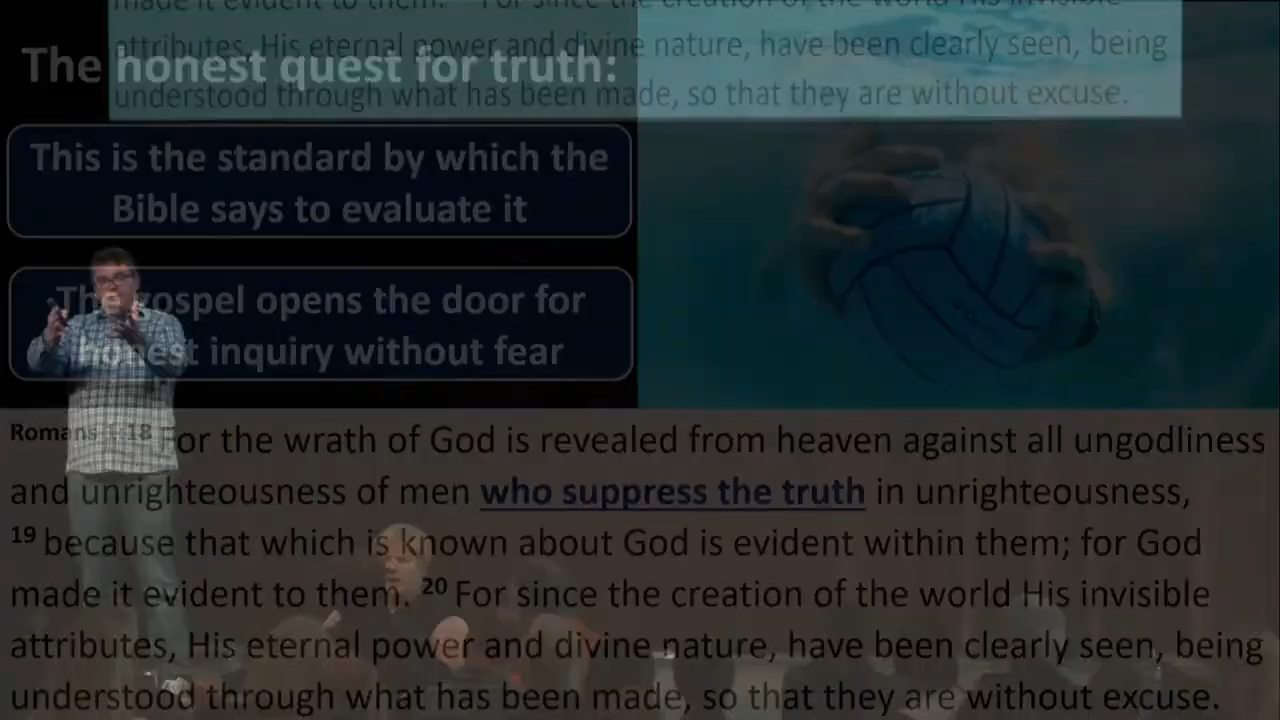 made it evident to them. 20 For since the creation of the world His invisible
attributes, His eternal power and divine nature, have been clearly seen, being
understood through what has been made, so that they are without excuse.
The honest quest for truth:
This is the standard by which the
Bible says to evaluate it
The gospel opens the door for
honest inquiry without fear
Romans 1:18 For the wrath of God is revealed from heaven against all ungodliness
and unrighteousness of men who suppress the truth in unrighteousness,
19 because that which is known about God is evident within them; for God
made it evident to them. 20 For since the creation of the world His invisible
attributes, His eternal power and divine nature, have been clearly seen, being
understood through what has been made, so that they are without excuse.